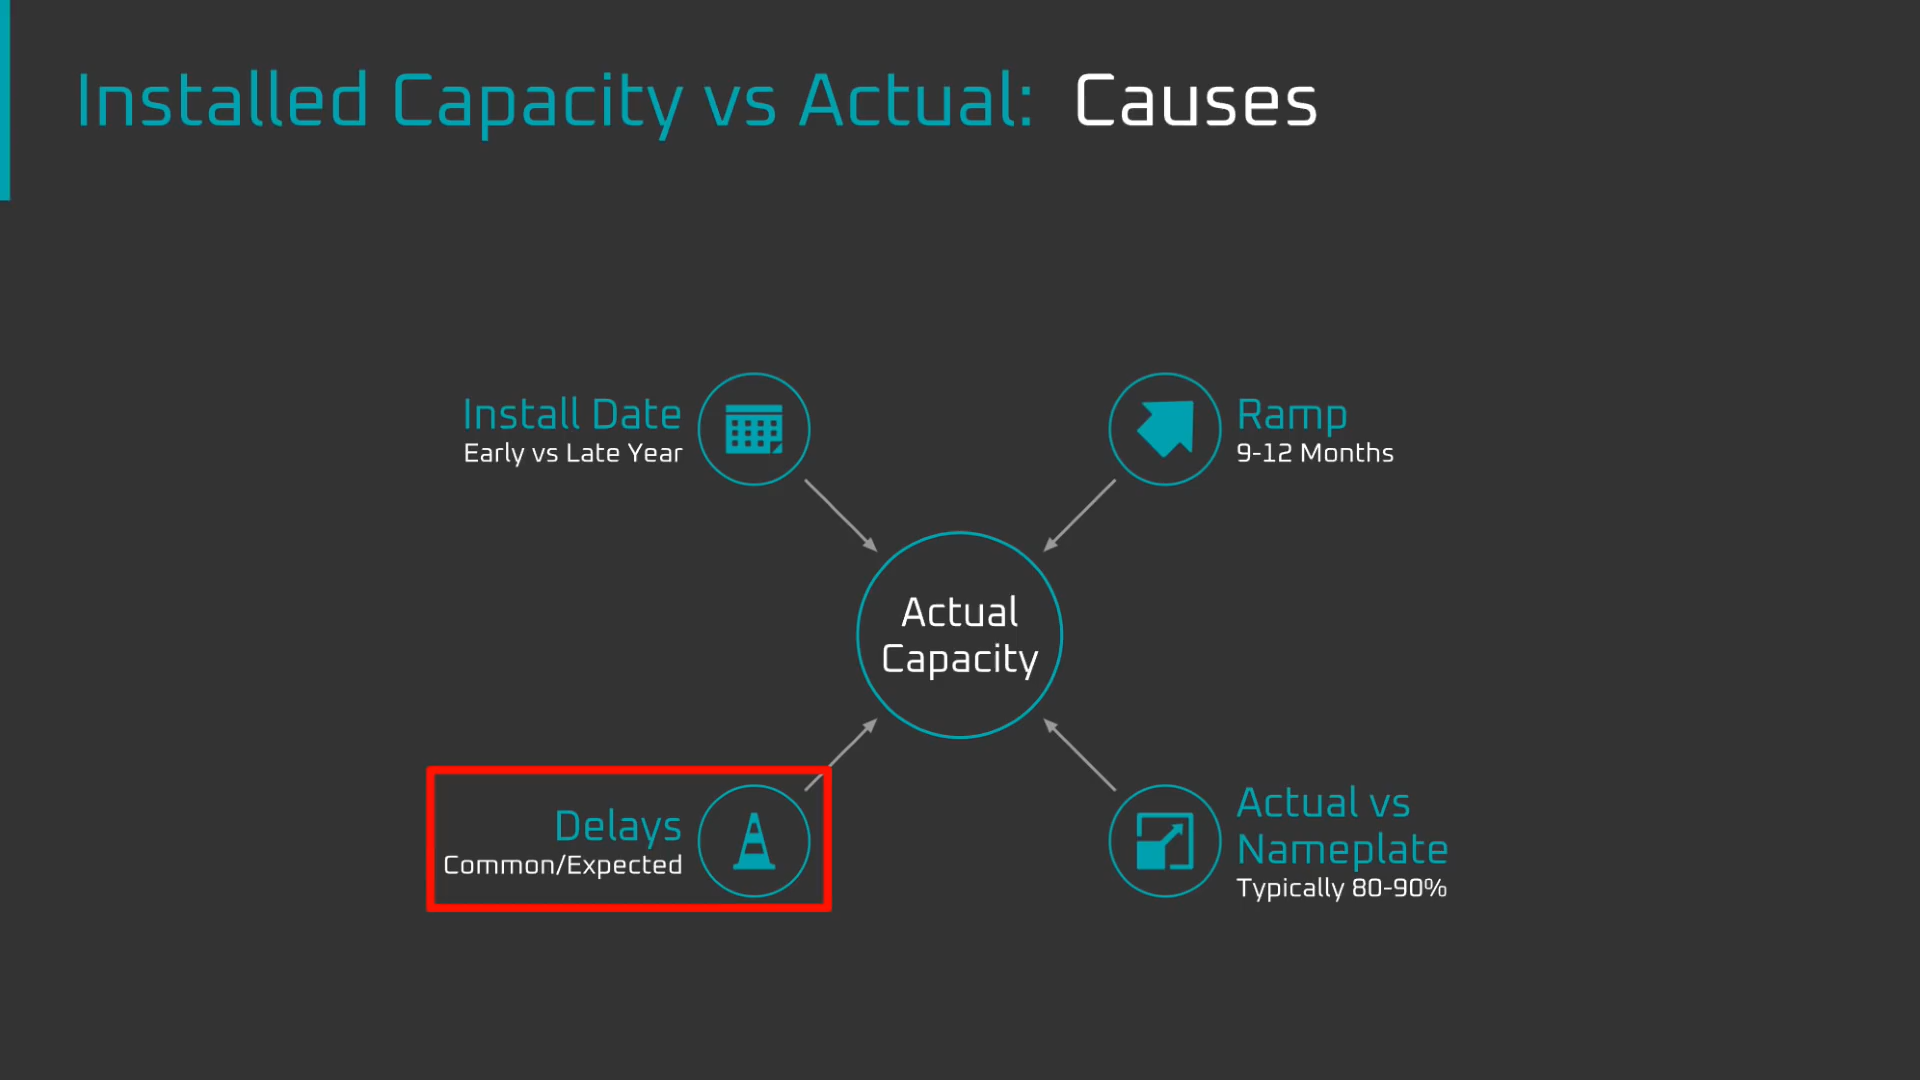 Installed Capacity vs Actual: Causes
Install Date
Early vs Late Year
Ramp
9-12 Months
Actual
Capacity
Delays
Common/Expected
Actual vs
Nameplate
Typically 80-90%